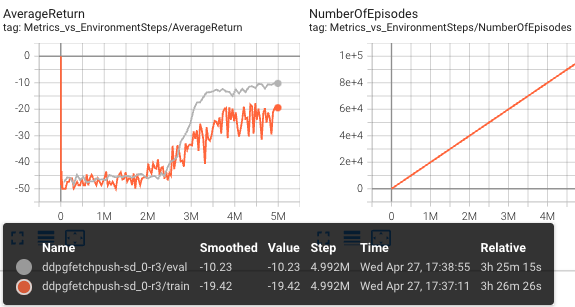 AverageReturn
tag: Metrics_vs_EnvironmentSteps/AverageReturn
0
-10
-20
-30
-40
-50
0 1M 2M 3M 4M 5M
NumberOfEpisodes
tag: Metrics_vs_EnvironmentSteps/NumberOfEpisodes
1e+5
8e+4
6e+4
4e+4
2e+4
0
0 1M 2M 3M 4M
Name Smoothed Value Step Time Relative
ddpgfetchpush-sd_0-r3/eval -10.23 -10.23 4.992M Wed Apr 27, 17:38:55 3h 25m 15s
ddpgfetchpush-sd_0-r3/train -19.42 -19.42 4.992M Wed Apr 27, 17:37:11 3h 26m 26s